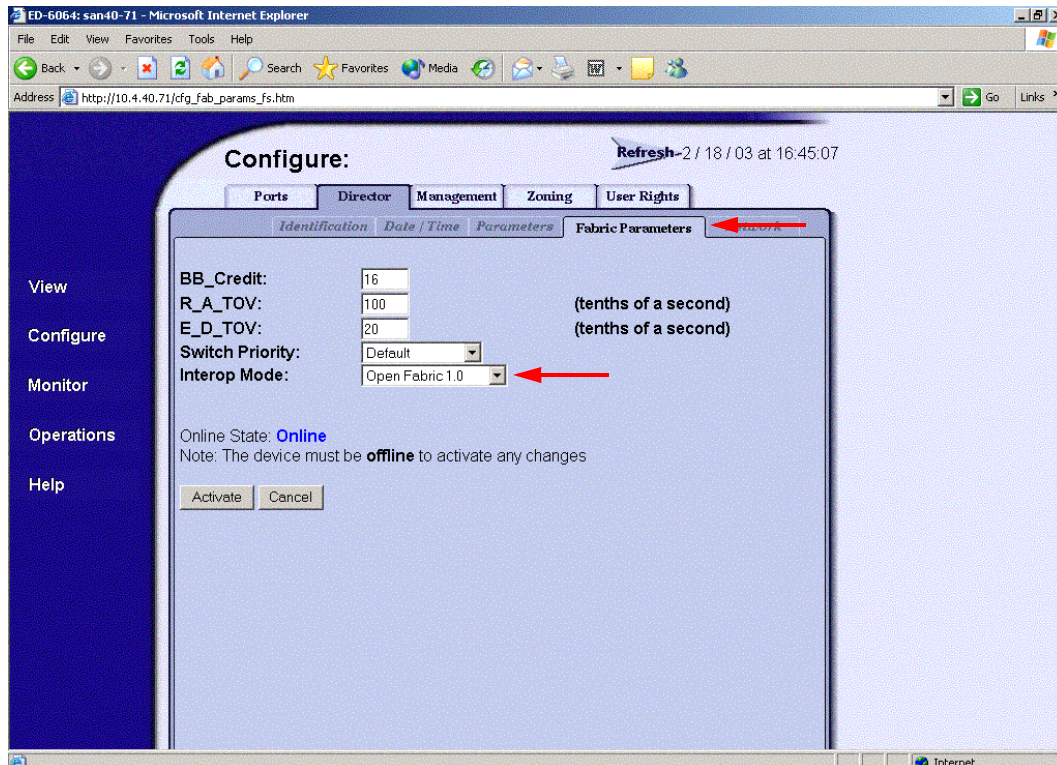 ED-6064: san40-71 - Microsoft Internet Explorer
File Edit View Favorites Tools Help
Back Search Favorites Media
Address http://10.4.40.71/cfg_fab_params_fs.htm Go Links
Configure: Refresh-2 / 18 / 03 at 16:45:07
Ports Director Management Zoning User Rights
Identification Date / Time Parameters Fabric Parameters
BB_Credit: 16
R_A_TOV: 100 (tenths of a second)
E_D_TOV: 20 (tenths of a second)
Switch Priority: Default
Interop Mode: Open Fabric 1.0
View
Configure
Monitor
Operations
Help
Online State: Online
Note: The device must be offline to activate any changes
Activate Cancel
Internet